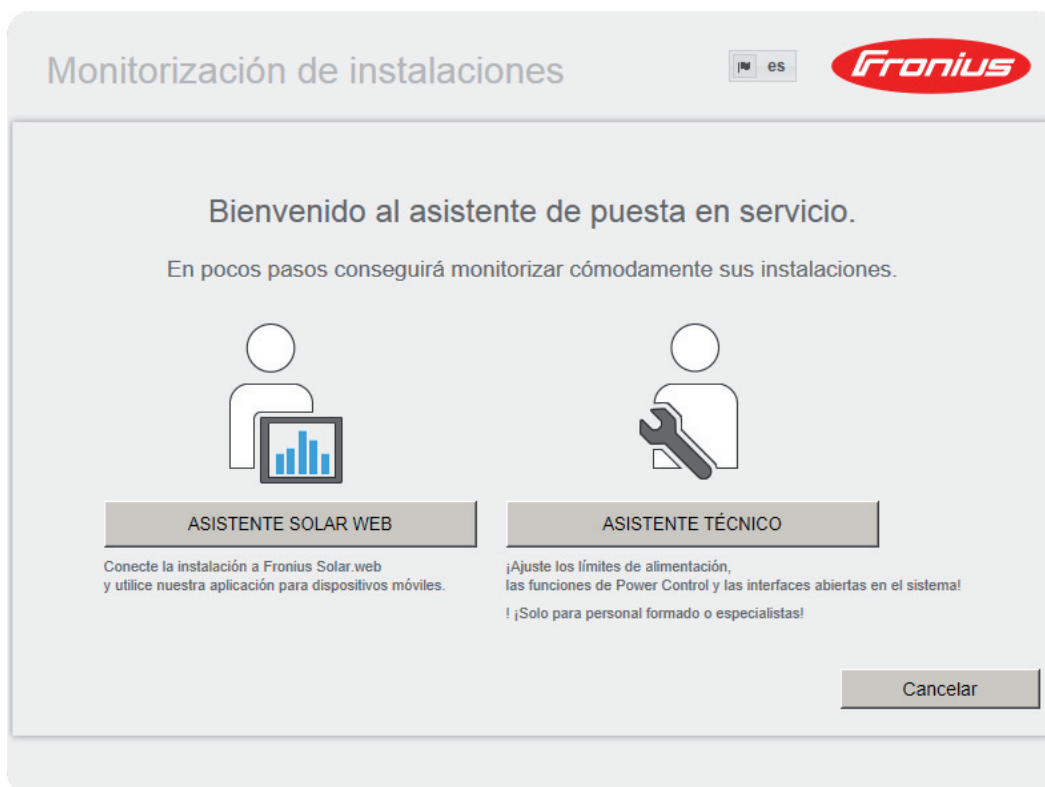 Monitorización de instalaciones
es
Fronius
Bienvenido al asistente de puesta en servicio.
En pocos pasos conseguirá monitorizar cómodamente sus instalaciones.
ASISTENTE SOLAR WEB
Conecte la instalación a Fronius Solar.web
y utilice nuestra aplicación para dispositivos móviles.
ASISTENTE TÉCNICO
¡Ajuste los límites de alimentación,
las funciones de Power Control y las interfaces abiertas en el sistema!
! ¡Solo para personal formado o especialistas!
Cancelar